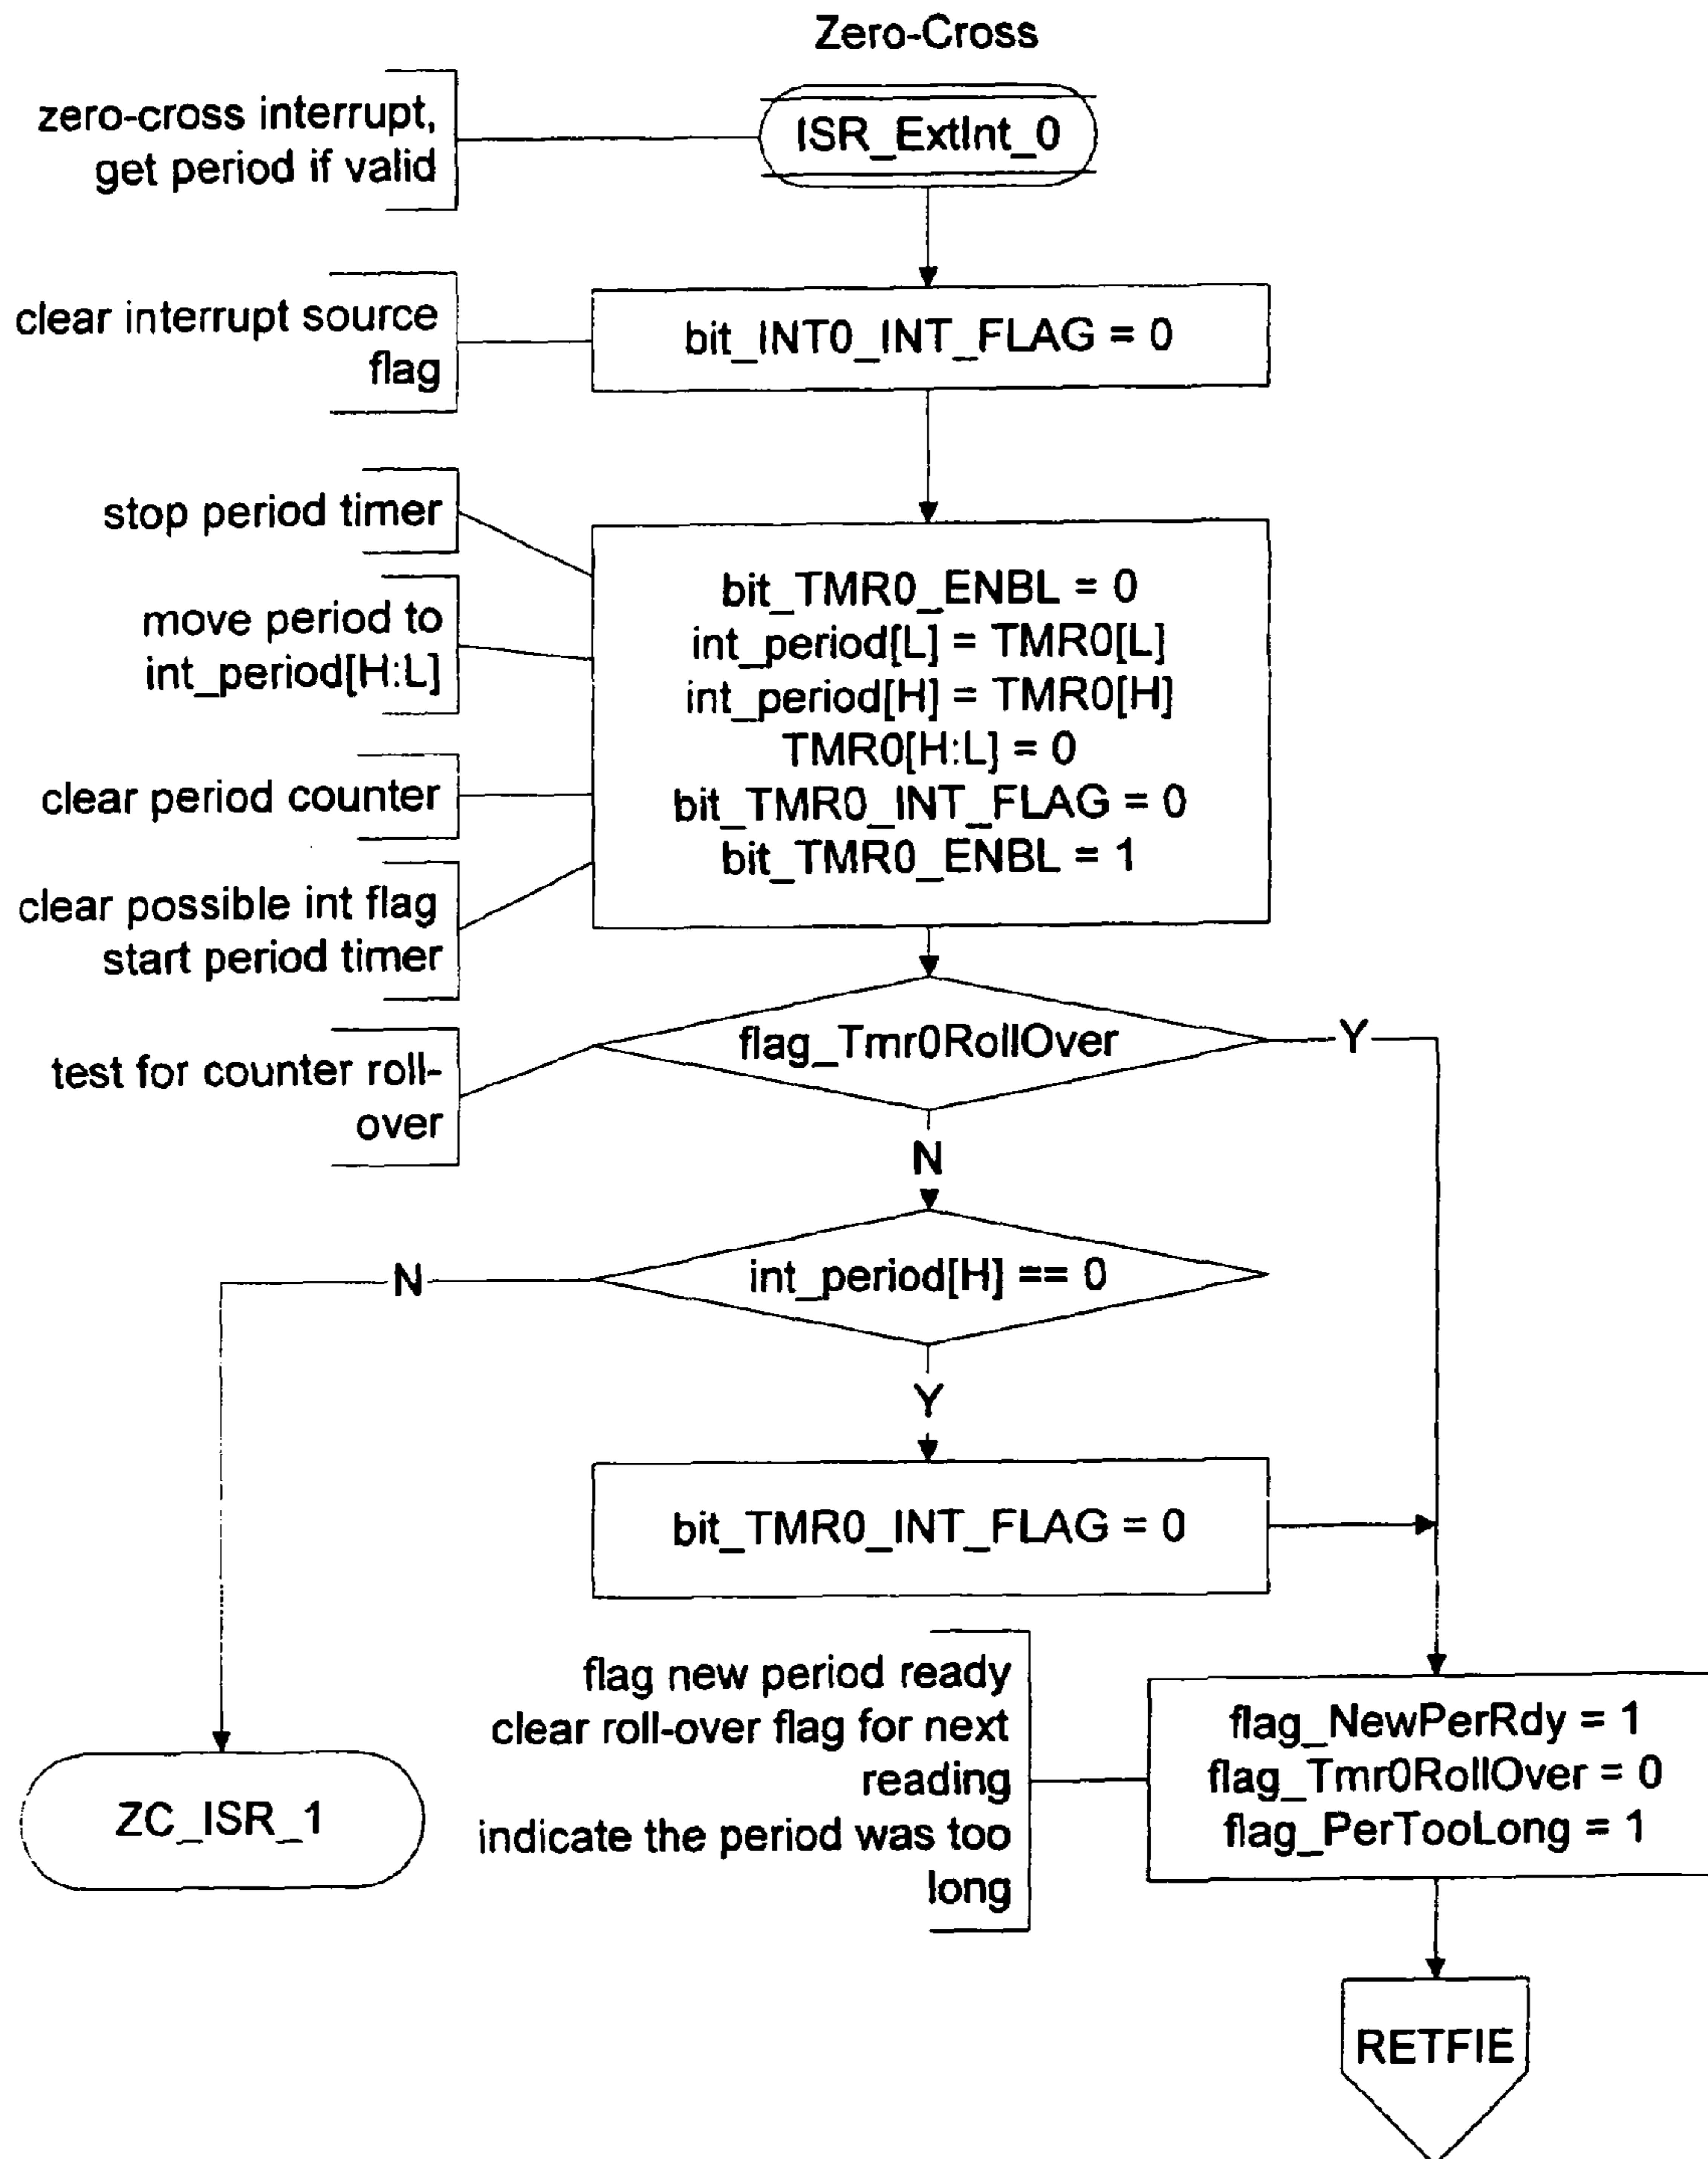 Zero-Cross
zero-cross interrupt,
get period if valid
ISR_ExtInt_0
clear interrupt source
flag
bit_INT0_INT_FLAG = 0
stop period timer
move period to
int_period[H:L]
clear period counter
clear possible int flag
start period timer
bit_TMR0_ENBL = 0
int_period[L] = TMR0[L]
int_period[H] = TMR0[H]
TMR0[H:L] = 0
bit_TMR0_INT_FLAG = 0
bit_TMR0_ENBL = 1
test for counter roll-
over
flag_Tmr0RollOver
Y
N
int_period[H] == 0
N
Y
bit_TMR0_INT_FLAG = 0
flag new period ready
clear roll-over flag for next
reading
indicate the period was too
long
flag_NewPerRdy = 1
flag_Tmr0RollOver = 0
flag_PerTooLong = 1
ZC_ISR_1
RETFIE